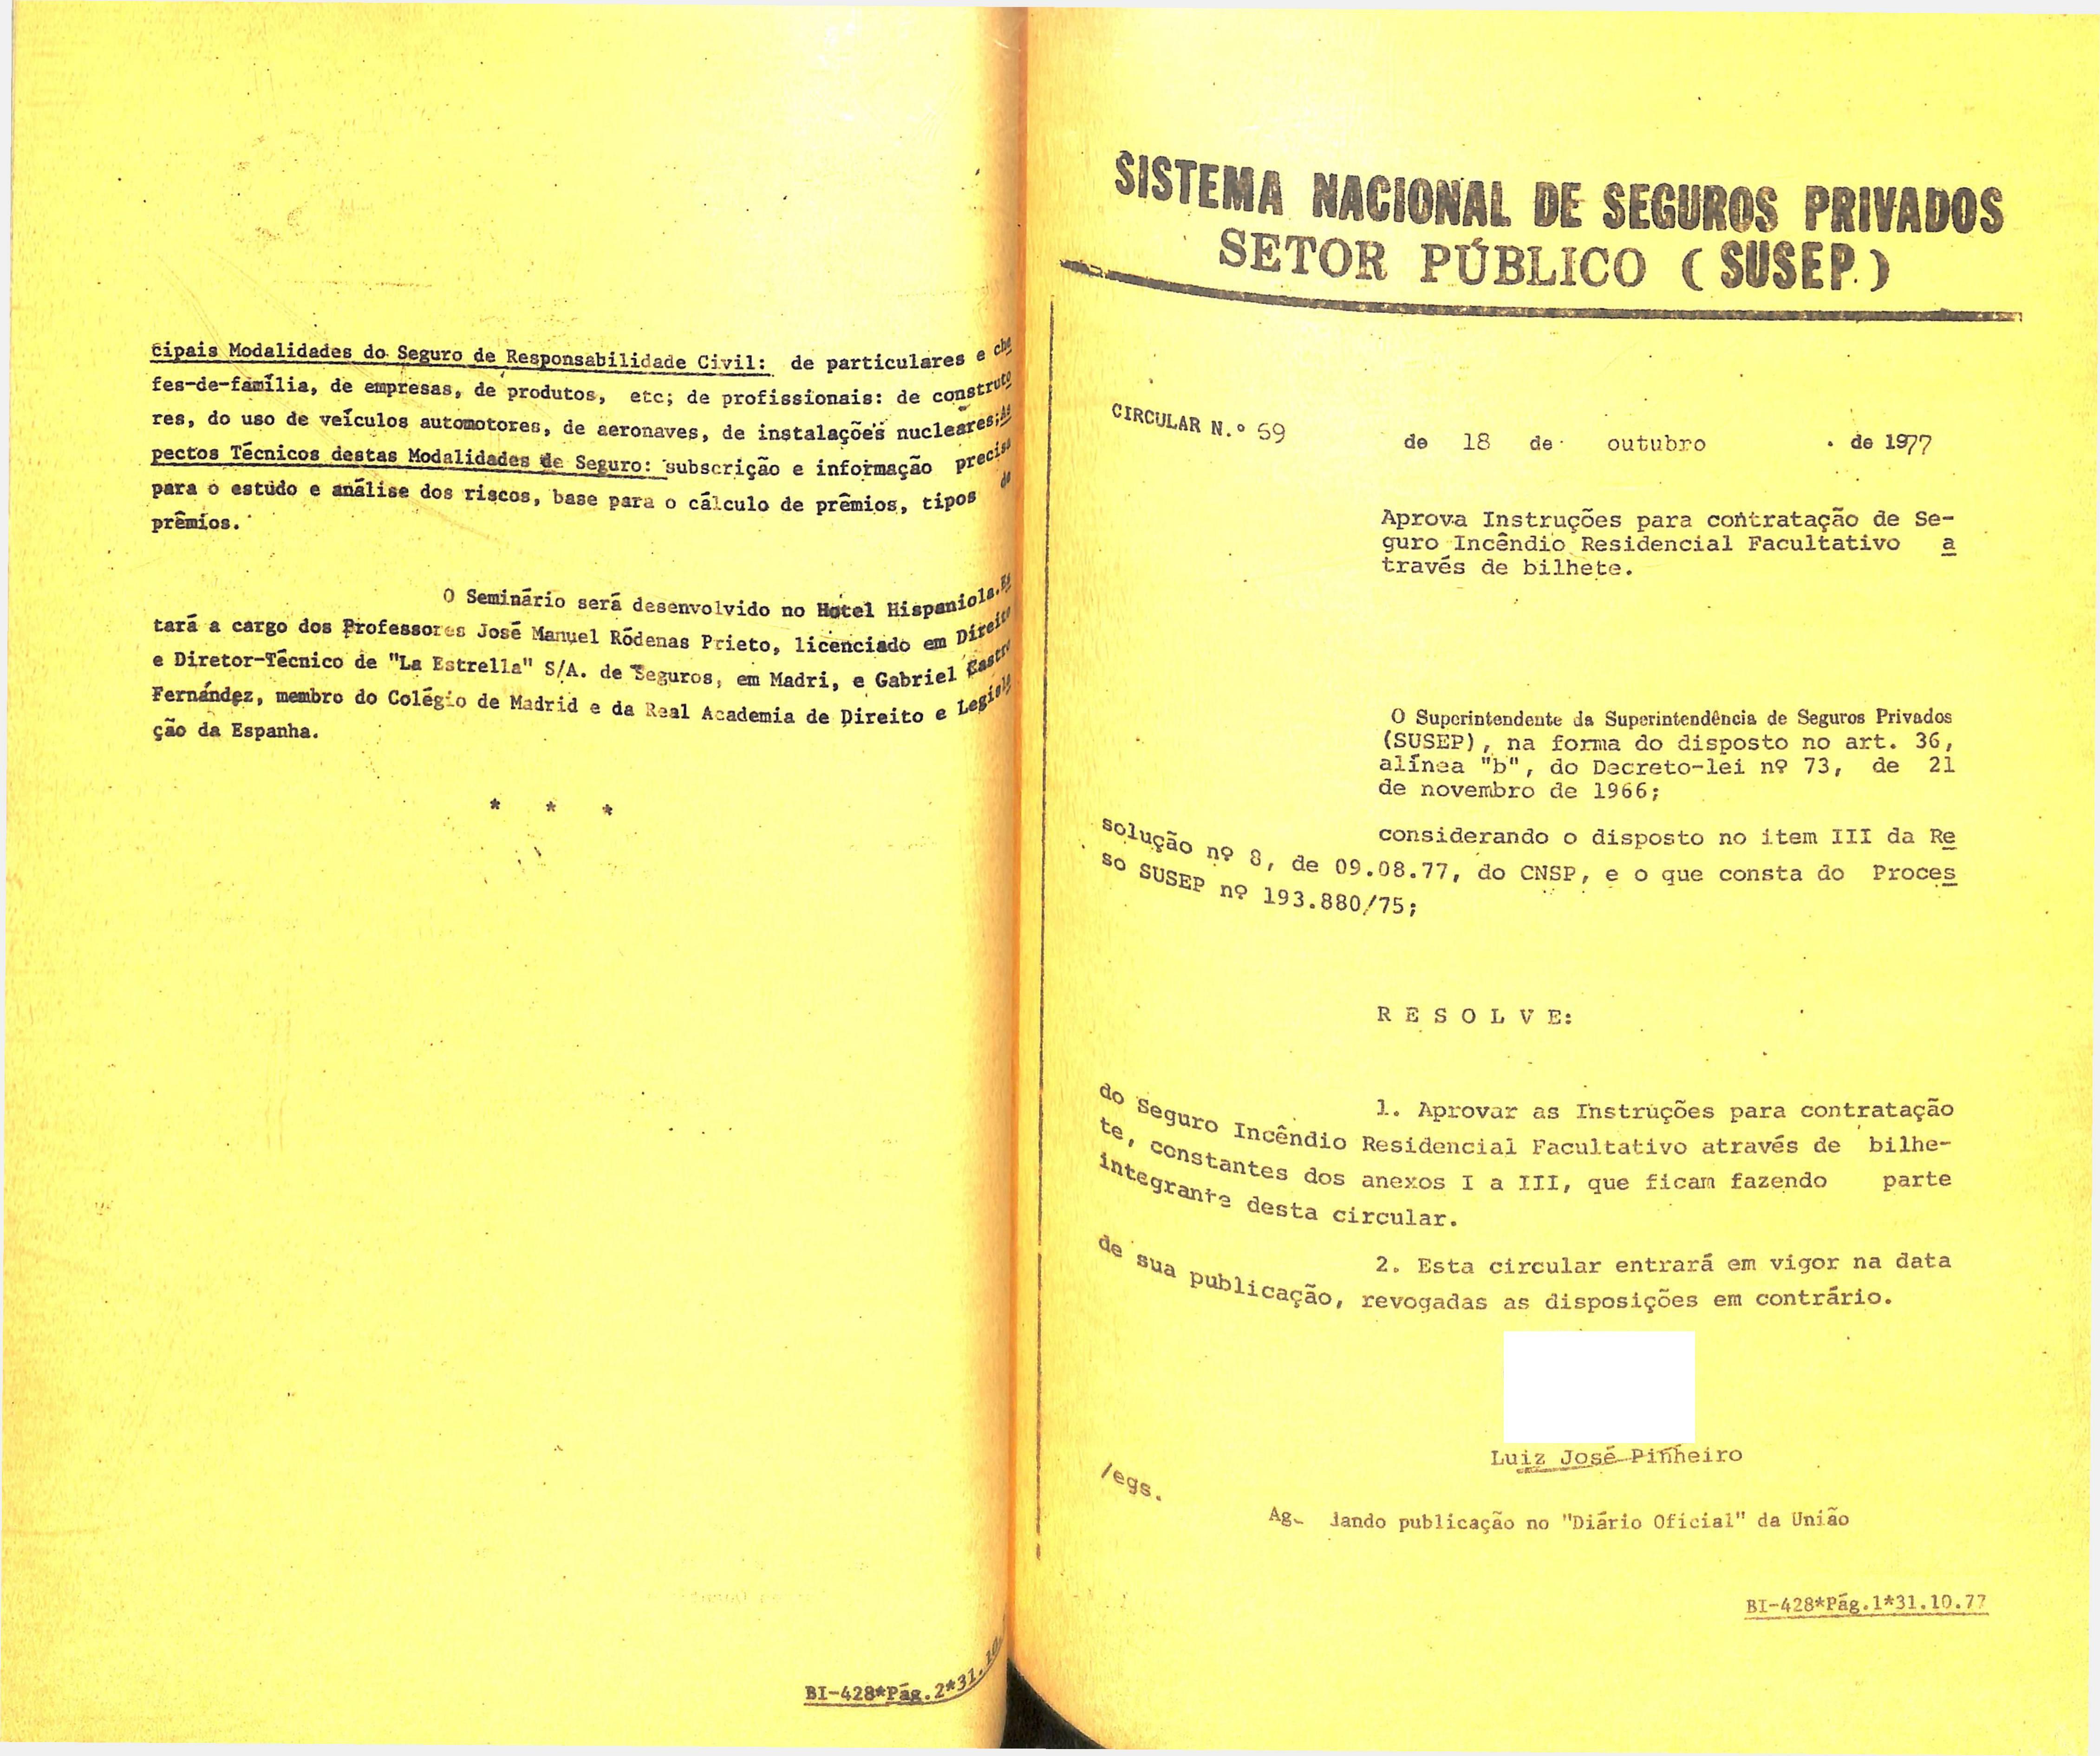 cipais Modalidades do Seguro de Responsabilidade Civil: de particulares e che
fes-de-família, de empresas, de produtos, etc; de profissionais: de construto
res, do uso de veículos automotores, de aeronaves, de instalações nucleares;As
pectos Técnicos destas Modalidades de Seguro: subscrição e informação precisa
para o estudo e análise dos riscos, base para o cálculo de prêmios, tipos de
prêmios.
O Seminário será desenvolvido no Hotel Hispaniola.Es
tará a cargo dos Professores José Manuel Ródenas Prieto, licenciado em Direito
e Diretor-Técnico de "La Estrella" S/A. de Seguros, em Madri, e Gabriel Castro
Fernández, membro do Colégio de Madrid e da Real Academia de Direito e Legisla
ção da Espanha.
* * *
BI-428*Pág.2*31.10.
SISTEMA NACIONAL DE SEGUROS PRIVADOS
SETOR PÚBLICO (SUSEP)
CIRCULAR N.º 69 de 18 de outubro de 1977
Aprova Instruções para contratação de Se-
guro Incêndio Residencial Facultativo a
través de bilhete.
O Superintendente da Superintendência de Seguros Privados
(SUSEP), na forma do disposto no art. 36,
alínea "b", do Decreto-lei nº 73, de 21
de novembro de 1966;
considerando o disposto no item III da Re
solução nº 8, de 09.08.77, do CNSP, e o que consta do Proces
so SUSEP nº 193.880/75;
R E S O L V E:
1. Aprovar as Instruções para contratação
do Seguro Incêndio Residencial Facultativo através de bilhe-
te, constantes dos anexos I a III, que ficam fazendo parte
integrante desta circular.
2. Esta circular entrará em vigor na data
de sua publicação, revogadas as disposições em contrário.
Luiz José Pinheiro
/egs.
Ag dando publicação no "Diário Oficial" da União
BI-428*Pág.1*31.10.77